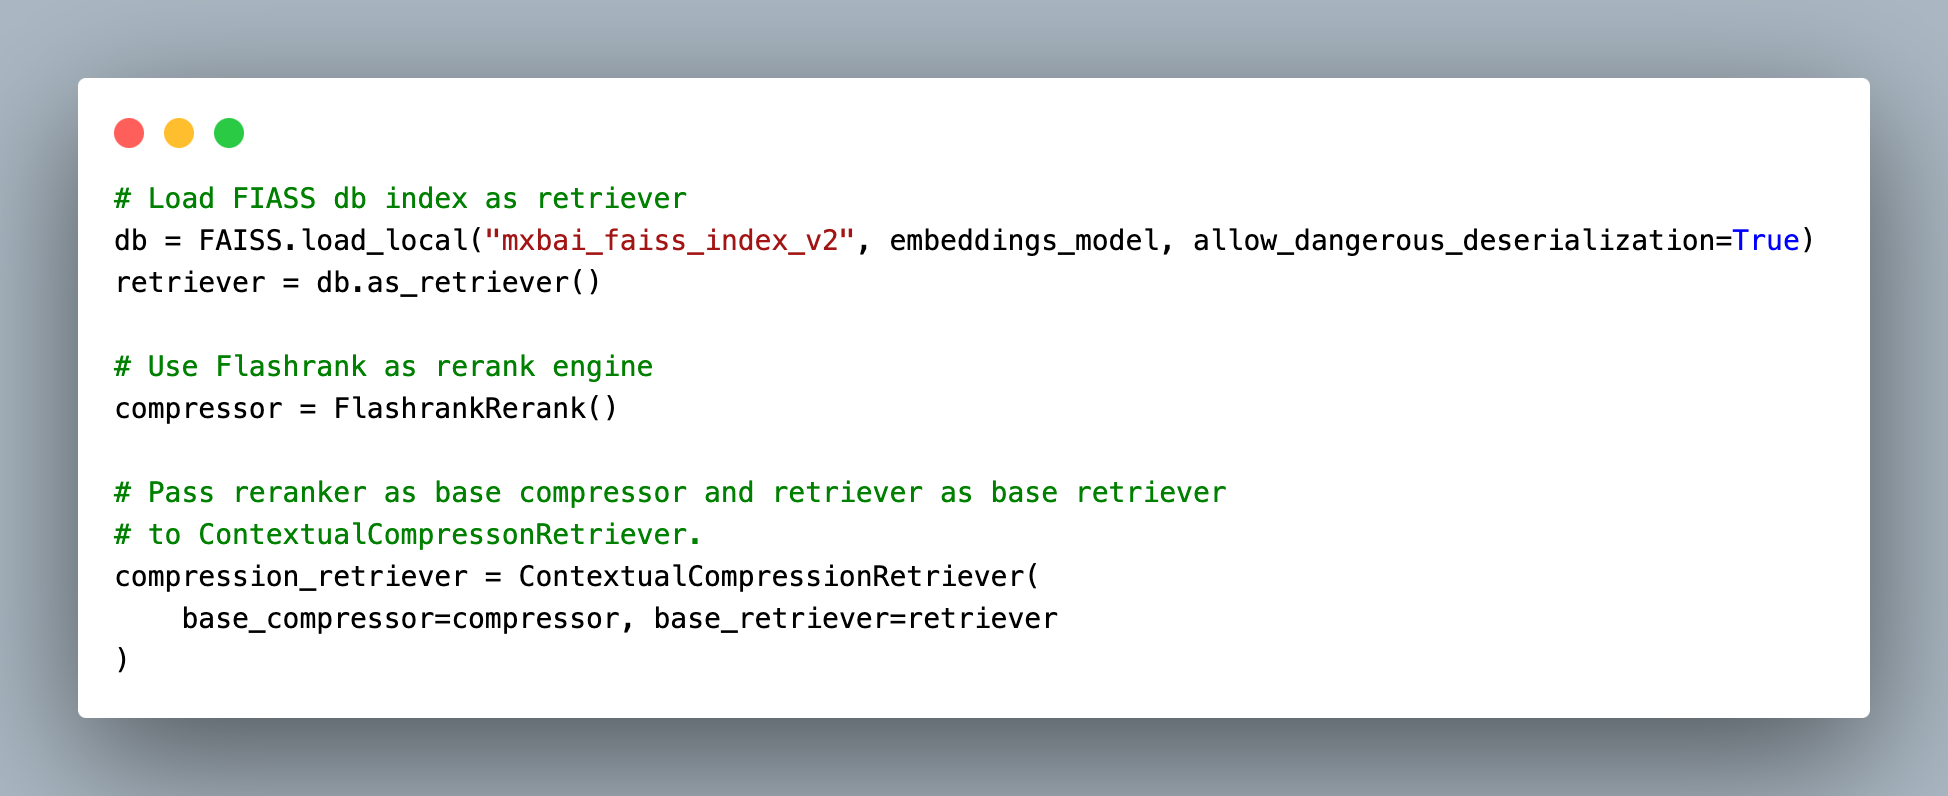 # Load FIASS db index as retriever
db = FAISS.load_local("mxbai_faiss_index_v2", embeddings_model, allow_dangerous_deserialization=True)
retriever = db.as_retriever()

# Use Flashrank as rerank engine
compressor = FlashrankRerank()

# Pass reranker as base compressor and retriever as base retriever
# to ContextualCompressonRetriever.
compression_retriever = ContextualCompressionRetriever(
    base_compressor=compressor, base_retriever=retriever
)